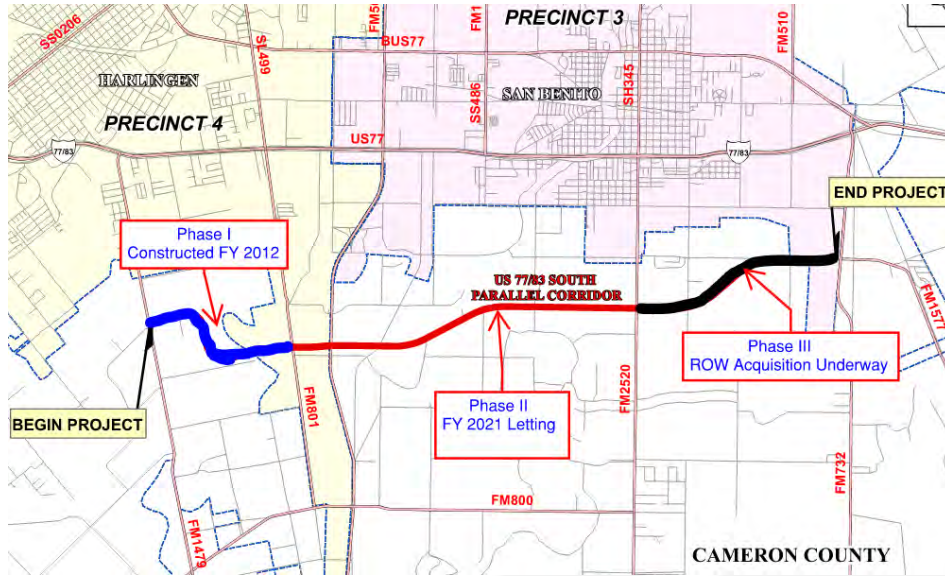 SS0206
SL499
FM50
BUS77
FM1
PRECINCT 3
FM510
HARLINGEN
SS486
SAN BENITO
SH345
PRECINCT 4
US77
77/83
77/83
END PROJECT
Phase I
Constructed FY 2012
US 77/83 SOUTH
PARALLEL CORRIDOR
FM1577
Phase III
ROW Acquisition Underway
Phase II
FY 2021 Letting
BEGIN PROJECT
FM801
FM2520
FM732
FM800
FM1479
CAMERON COUNTY